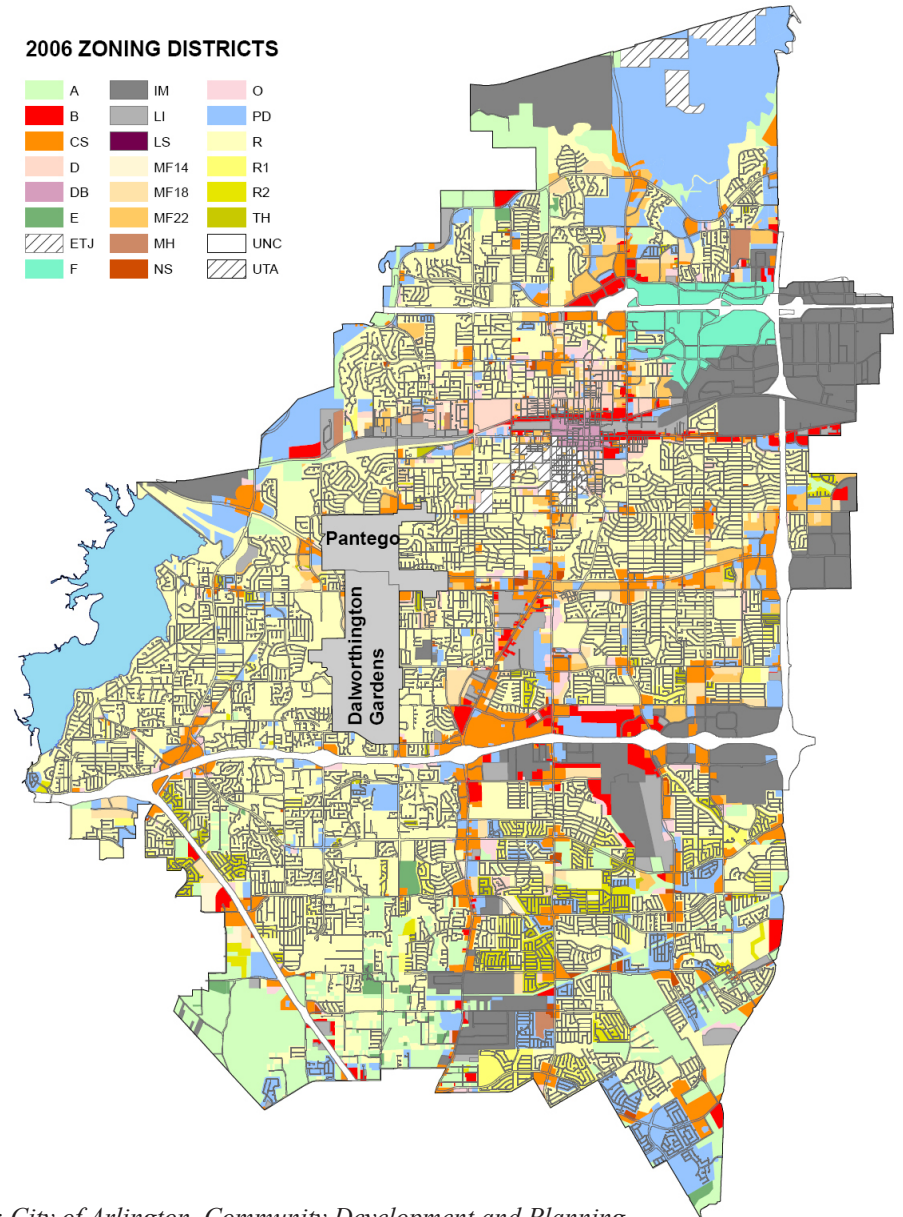 2006 ZONING DISTRICTS
A IM O
B LI PD
CS LS R
D MF14 R1
DB MF18 R2
E MF22 TH
ETJ MH UNC
F NS UTA
Pantego
Dalworthington
Gardens
City of Arlington, Community Development and Planning